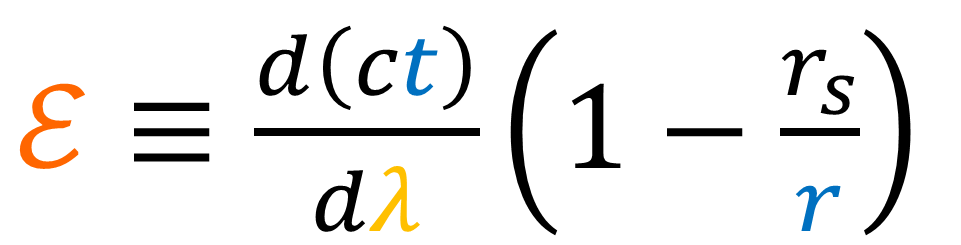 ℰ ≡ d(ct)/dλ (1 − r_s/r)